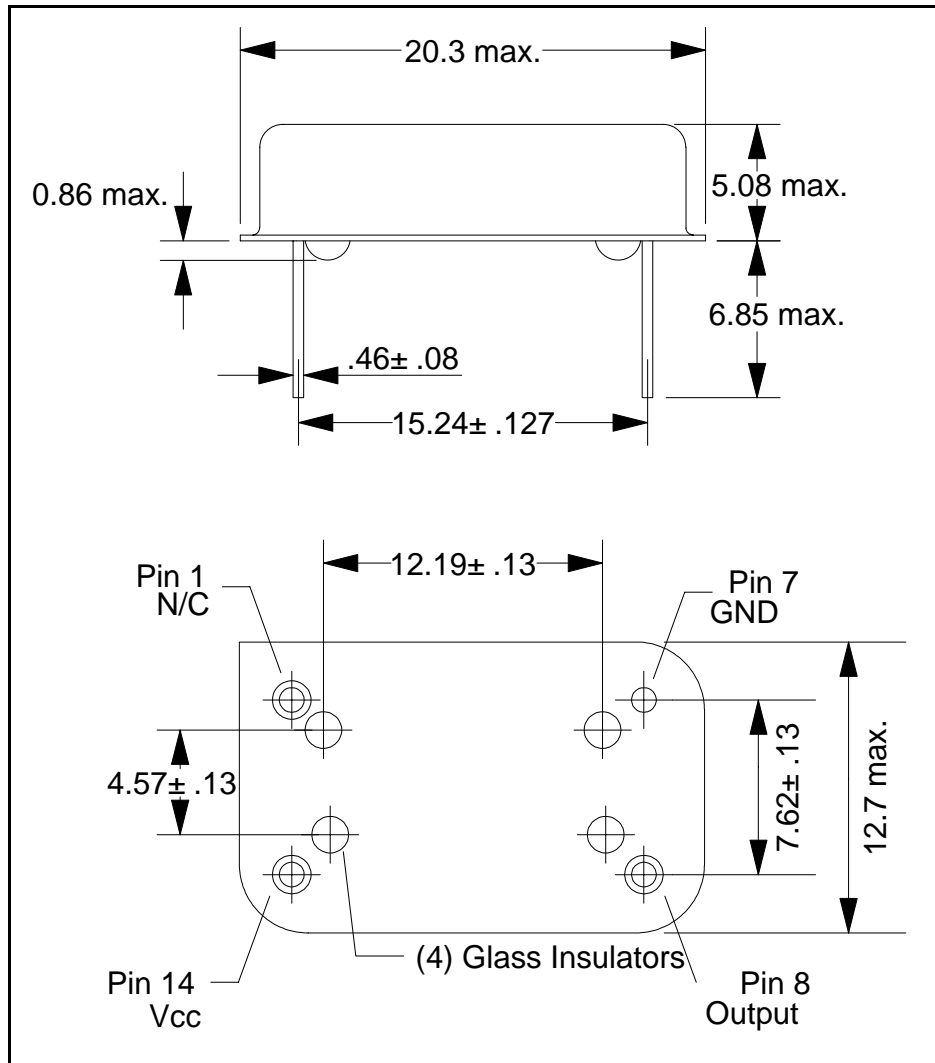 20.3 max.
0.86 max.
5.08 max.
6.85 max.
.46± .08
15.24± .127
12.19± .13
Pin 1
N/C
Pin 7
GND
4.57± .13
7.62± .13
12.7 max.
(4) Glass Insulators
Pin 14
Vcc
Pin 8
Output